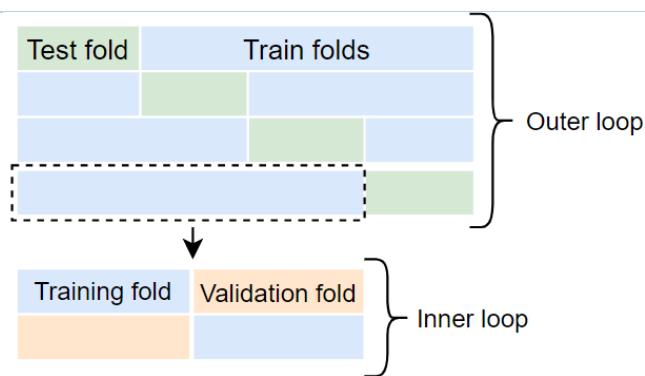 Test fold
Train folds
Outer loop
Training fold
Validation fold
Inner loop